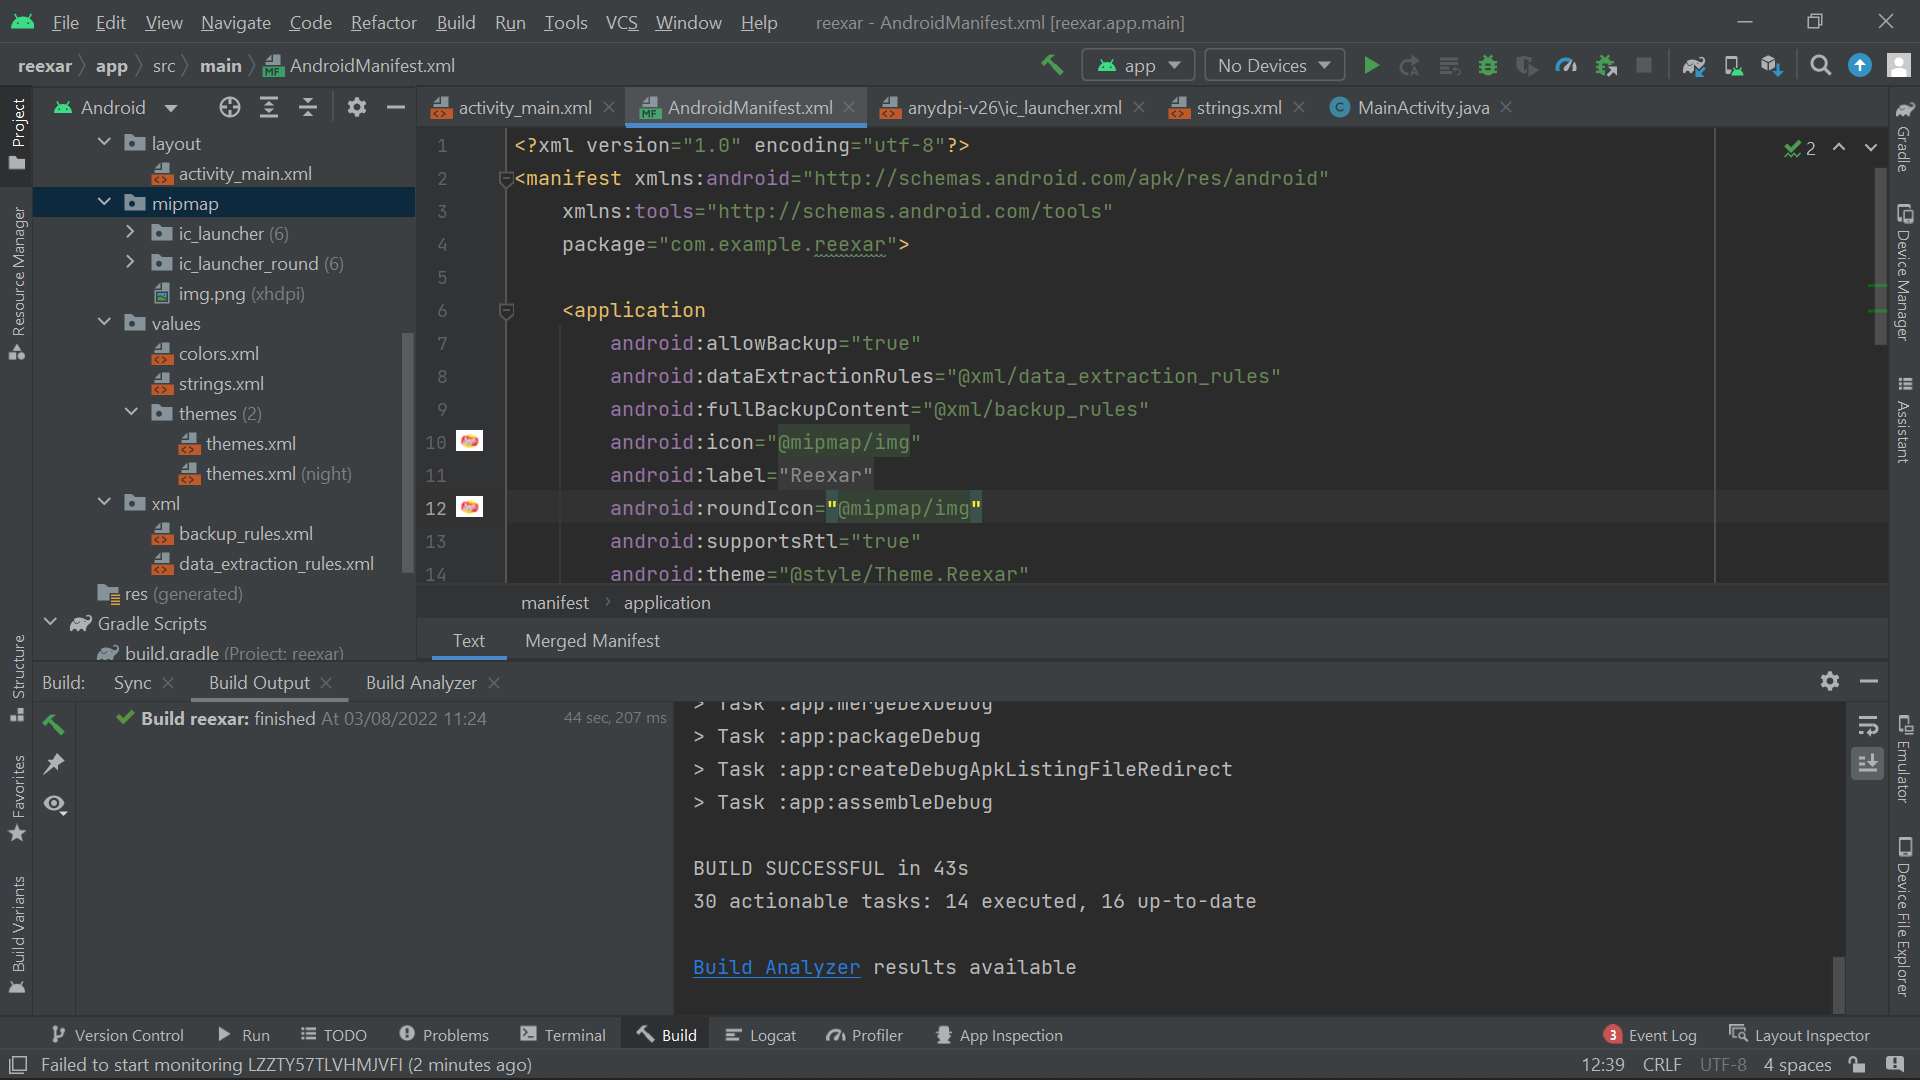 File Edit View Navigate Code Refactor Build Run Tools VCS Window Help reexar - AndroidManifest.xml [reexar.app.main]
reexar app src main AndroidManifest.xml app No Devices
Project
Resource Manager
Structure
Favorites
Build Variants
Android
layout
activity_main.xml
mipmap
ic_launcher (6)
ic_launcher_round (6)
img.png (xhdpi)
values
colors.xml
strings.xml
themes (2)
themes.xml
themes.xml (night)
xml
backup_rules.xml
data_extraction_rules.xml
res (generated)
Gradle Scripts
build.gradle (Project: reexar)
activity_main.xml AndroidManifest.xml anydpi-v26\ic_launcher.xml strings.xml MainActivity.java
1 <?xml version="1.0" encoding="utf-8"?>
2 <manifest xmlns:android="http://schemas.android.com/apk/res/android"
3 xmlns:tools="http://schemas.android.com/tools"
4 package="com.example.reexar">
5
6 <application
7 android:allowBackup="true"
8 android:dataExtractionRules="@xml/data_extraction_rules"
9 android:fullBackupContent="@xml/backup_rules"
10 android:icon="@mipmap/img"
11 android:label="Reexar"
12 android:roundIcon="@mipmap/img"
13 android:supportsRtl="true"
14 android:theme="@style/Theme.Reexar"
2
manifest application
Text Merged Manifest
Gradle
Device Manager
Assistant
Emulator
Device File Explorer
Build: Sync Build Output Build Analyzer
Build reexar: finished At 03/08/2022 11:24 44 sec, 207 ms
> Task :app:mergeDexDebug
> Task :app:packageDebug
> Task :app:createDebugApkListingFileRedirect
> Task :app:assembleDebug
BUILD SUCCESSFUL in 43s
30 actionable tasks: 14 executed, 16 up-to-date
Build Analyzer results available
Version Control Run TODO Problems Terminal Build Logcat Profiler App Inspection 3 Event Log Layout Inspector
Failed to start monitoring LZZTY57TLVHMJVFI (2 minutes ago) 12:39 CRLF UTF-8 4 spaces